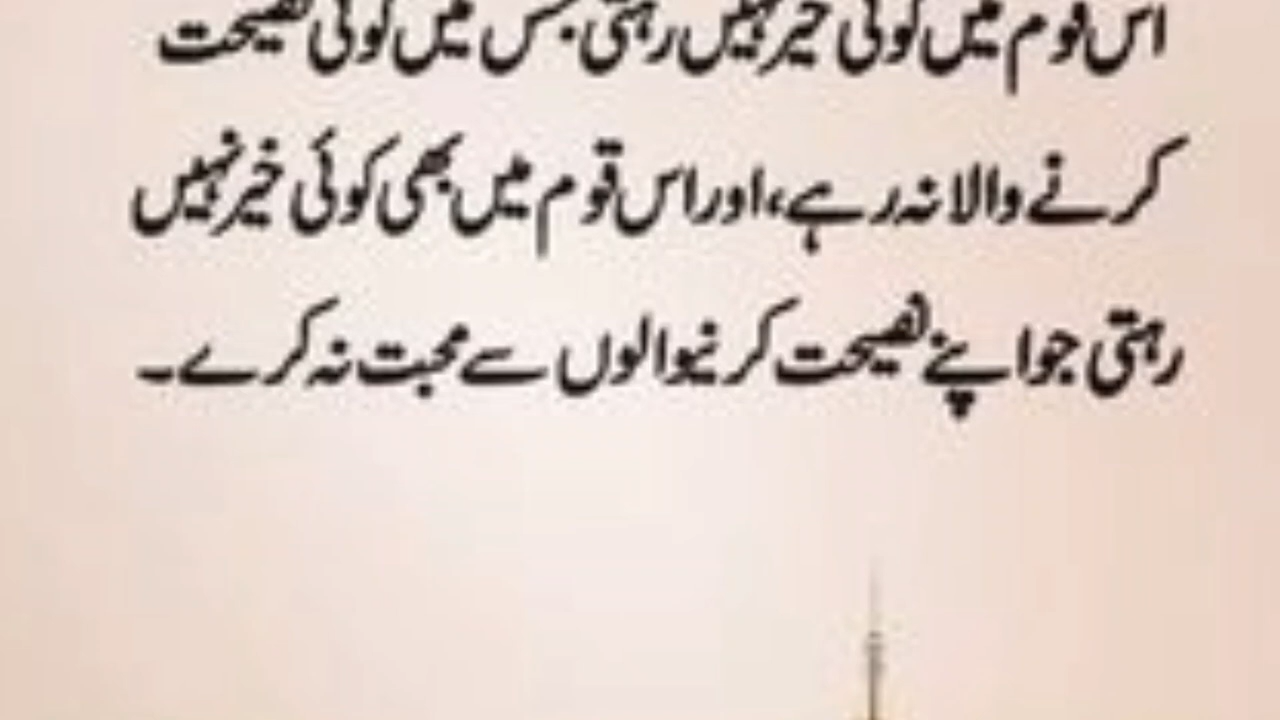 اس قوم میں کوئی خیر نہیں رہتی جس میں کوئی نصیحت
کرنے والا نہ رہے، اور اس قوم میں بھی کوئی خیر نہیں
رہتی جو اپنے نصیحت کرنیوالوں سے محبت نہ کرے۔